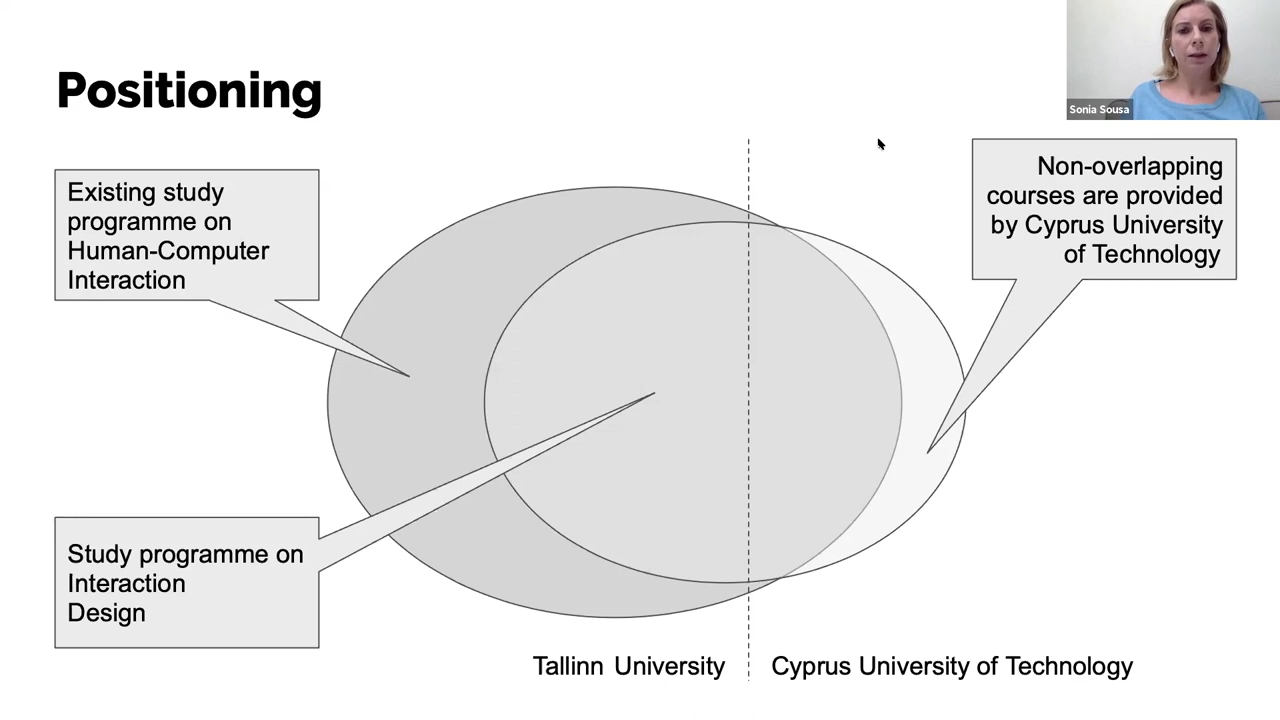 Positioning
Sonia Sousa
Existing study
programme on
Human-Computer
Interaction
Non-overlapping
courses are provided
by Cyprus University
of Technology
Study programme on
Interaction
Design
Tallinn University
Cyprus University of Technology